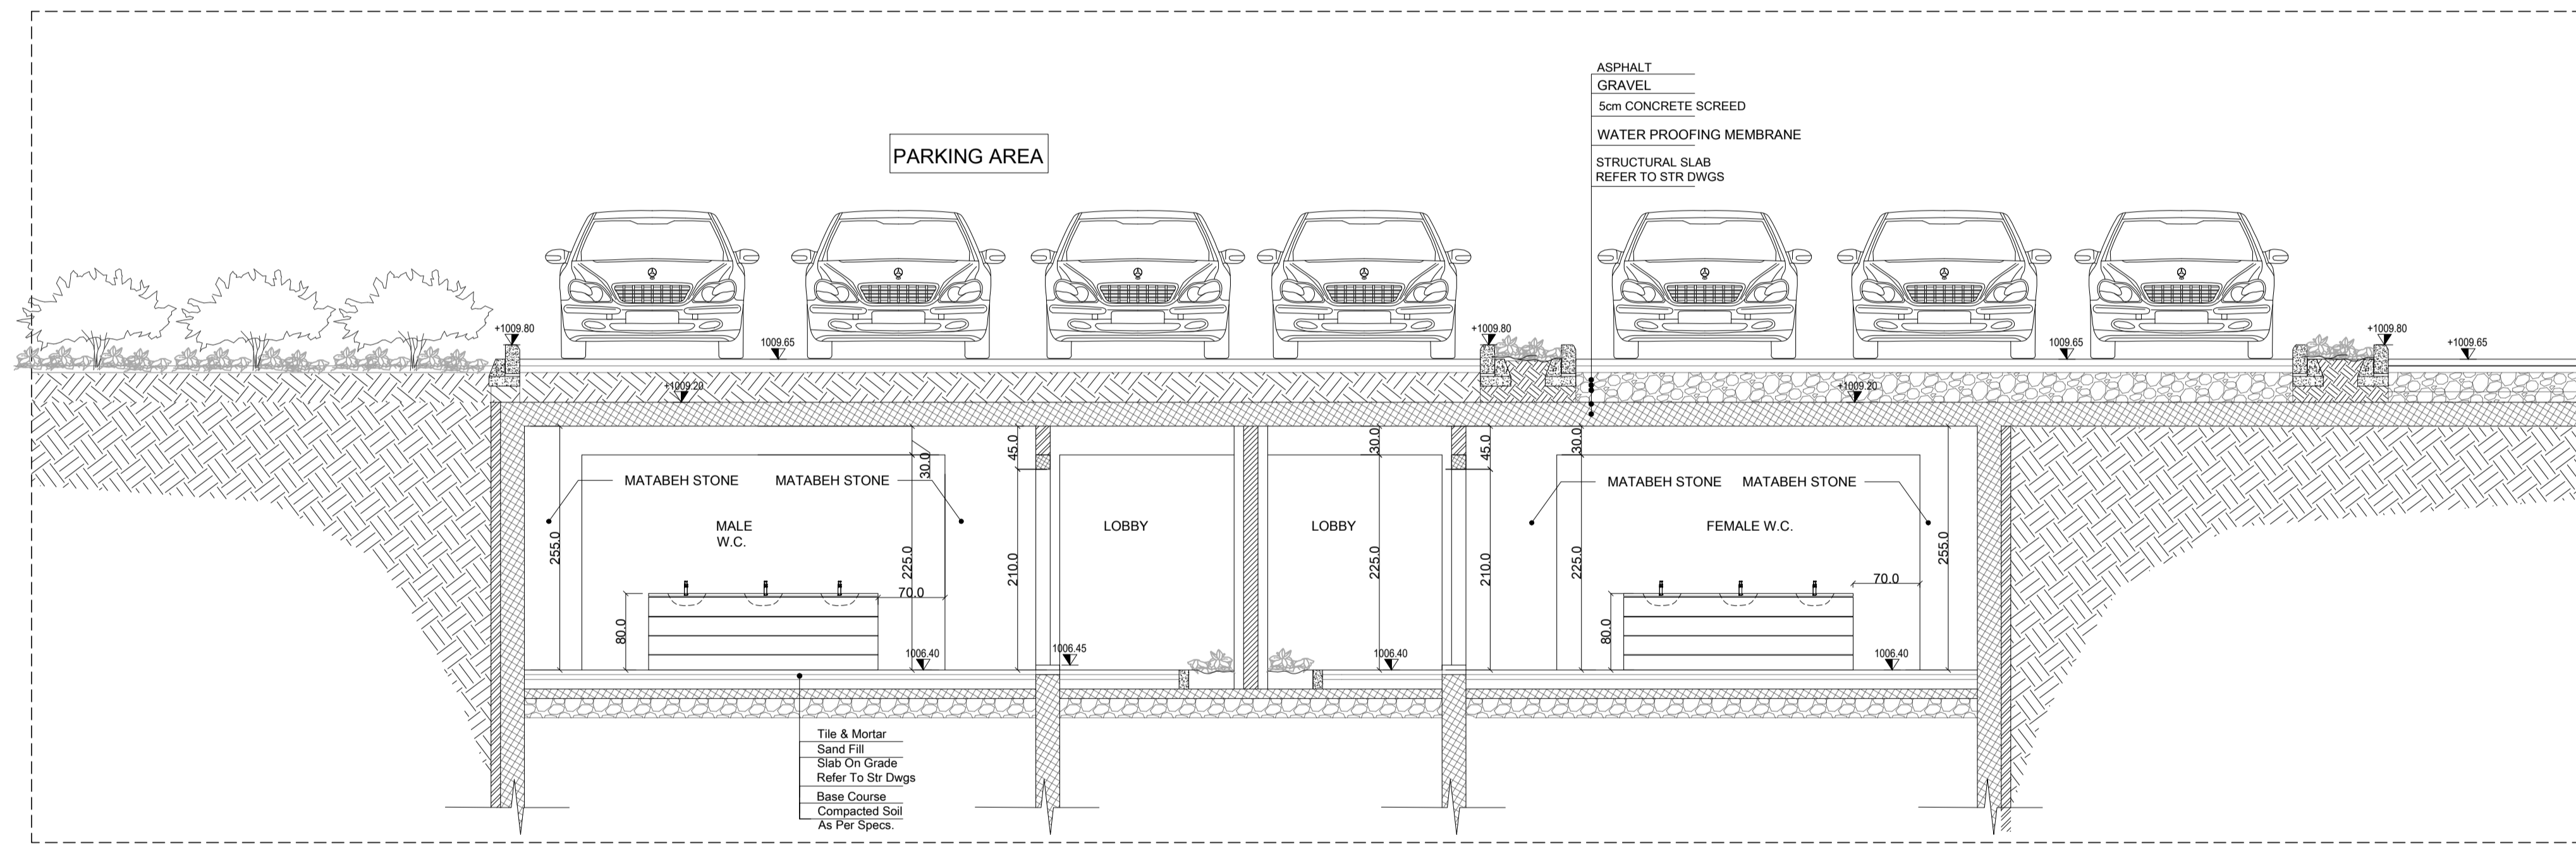 ASPHALT
GRAVEL
5cm CONCRETE SCREED
WATER PROOFING MEMBRANE
STRUCTURAL SLAB
REFER TO STR DWGS
PARKING AREA
+1009.80
1009.65
+1009.80
1009.65
+1009.80
+1009.65
+1009.20
+1009.20
45.0
30.0
45.0
30.0
30.0
MATABEH STONE
MATABEH STONE
MATABEH STONE
MATABEH STONE
MALE
W.C.
LOBBY
LOBBY
FEMALE W.C.
255.0
225.0
210.0
225.0
210.0
225.0
255.0
70.0
70.0
80.0
80.0
1006.40
1006.45
1006.40
1006.40
Tile & Mortar
Sand Fill
Slab On Grade
Refer To Str Dwgs
Base Course
Compacted Soil
As Per Specs.